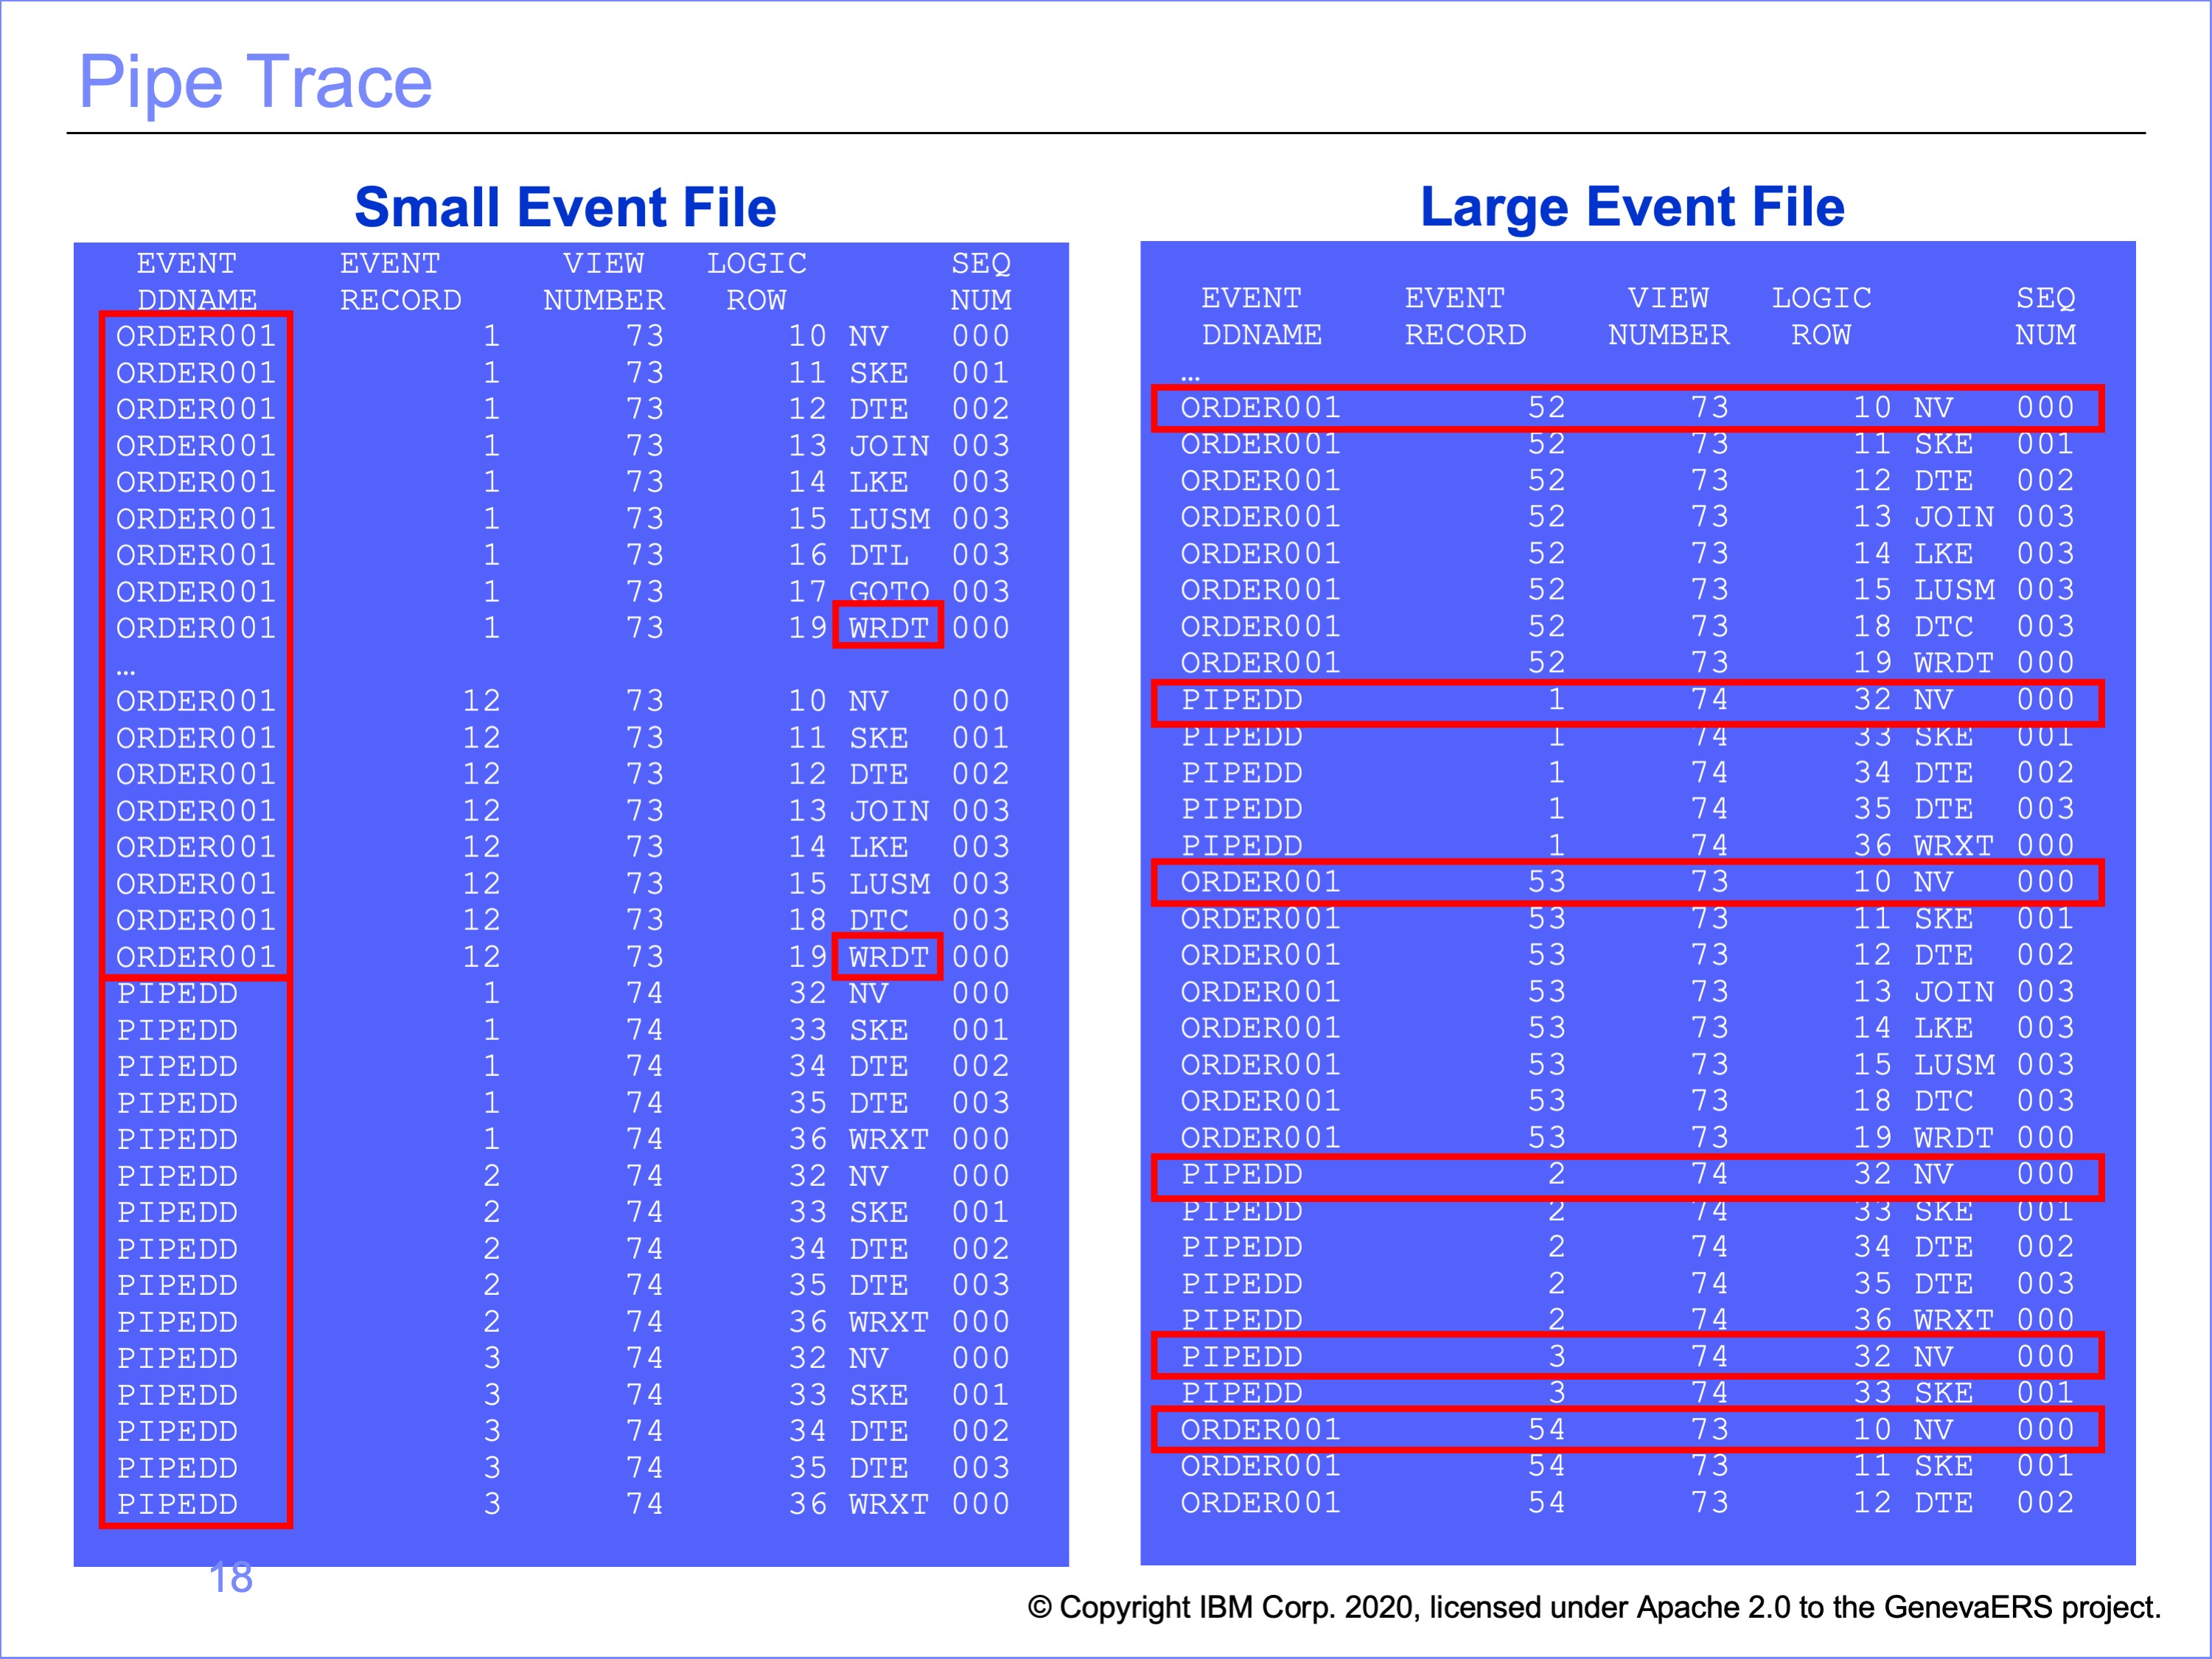 Pipe Trace
Small Event File
EVENT EVENT VIEW LOGIC SEQ
DDNAME RECORD NUMBER ROW NUM
ORDER001 1 73 10 NV 000
ORDER001 1 73 11 SKE 001
ORDER001 1 73 12 DTE 002
ORDER001 1 73 13 JOIN 003
ORDER001 1 73 14 LKE 003
ORDER001 1 73 15 LUSM 003
ORDER001 1 73 16 DTL 003
ORDER001 1 73 17 GOTO 003
ORDER001 1 73 19 WRDT 000
…
ORDER001 12 73 10 NV 000
ORDER001 12 73 11 SKE 001
ORDER001 12 73 12 DTE 002
ORDER001 12 73 13 JOIN 003
ORDER001 12 73 14 LKE 003
ORDER001 12 73 15 LUSM 003
ORDER001 12 73 18 DTC 003
ORDER001 12 73 19 WRDT 000
PIPEDD 1 74 32 NV 000
PIPEDD 1 74 33 SKE 001
PIPEDD 1 74 34 DTE 002
PIPEDD 1 74 35 DTE 003
PIPEDD 1 74 36 WRXT 000
PIPEDD 2 74 32 NV 000
PIPEDD 2 74 33 SKE 001
PIPEDD 2 74 34 DTE 002
PIPEDD 2 74 35 DTE 003
PIPEDD 2 74 36 WRXT 000
PIPEDD 3 74 32 NV 000
PIPEDD 3 74 33 SKE 001
PIPEDD 3 74 34 DTE 002
PIPEDD 3 74 35 DTE 003
PIPEDD 3 74 36 WRXT 000
Large Event File
EVENT EVENT VIEW LOGIC SEQ
DDNAME RECORD NUMBER ROW NUM
…
ORDER001 52 73 10 NV 000
ORDER001 52 73 11 SKE 001
ORDER001 52 73 12 DTE 002
ORDER001 52 73 13 JOIN 003
ORDER001 52 73 14 LKE 003
ORDER001 52 73 15 LUSM 003
ORDER001 52 73 18 DTC 003
ORDER001 52 73 19 WRDT 000
PIPEDD 1 74 32 NV 000
PIPEDD 1 74 33 SKE 001
PIPEDD 1 74 34 DTE 002
PIPEDD 1 74 35 DTE 003
PIPEDD 1 74 36 WRXT 000
ORDER001 53 73 10 NV 000
ORDER001 53 73 11 SKE 001
ORDER001 53 73 12 DTE 002
ORDER001 53 73 13 JOIN 003
ORDER001 53 73 14 LKE 003
ORDER001 53 73 15 LUSM 003
ORDER001 53 73 18 DTC 003
ORDER001 53 73 19 WRDT 000
PIPEDD 2 74 32 NV 000
PIPEDD 2 74 33 SKE 001
PIPEDD 2 74 34 DTE 002
PIPEDD 2 74 35 DTE 003
PIPEDD 2 74 36 WRXT 000
PIPEDD 3 74 32 NV 000
PIPEDD 3 74 33 SKE 001
ORDER001 54 73 10 NV 000
ORDER001 54 73 11 SKE 001
ORDER001 54 73 12 DTE 002
18
© Copyright IBM Corp. 2020, licensed under Apache 2.0 to the GenevaERS project.